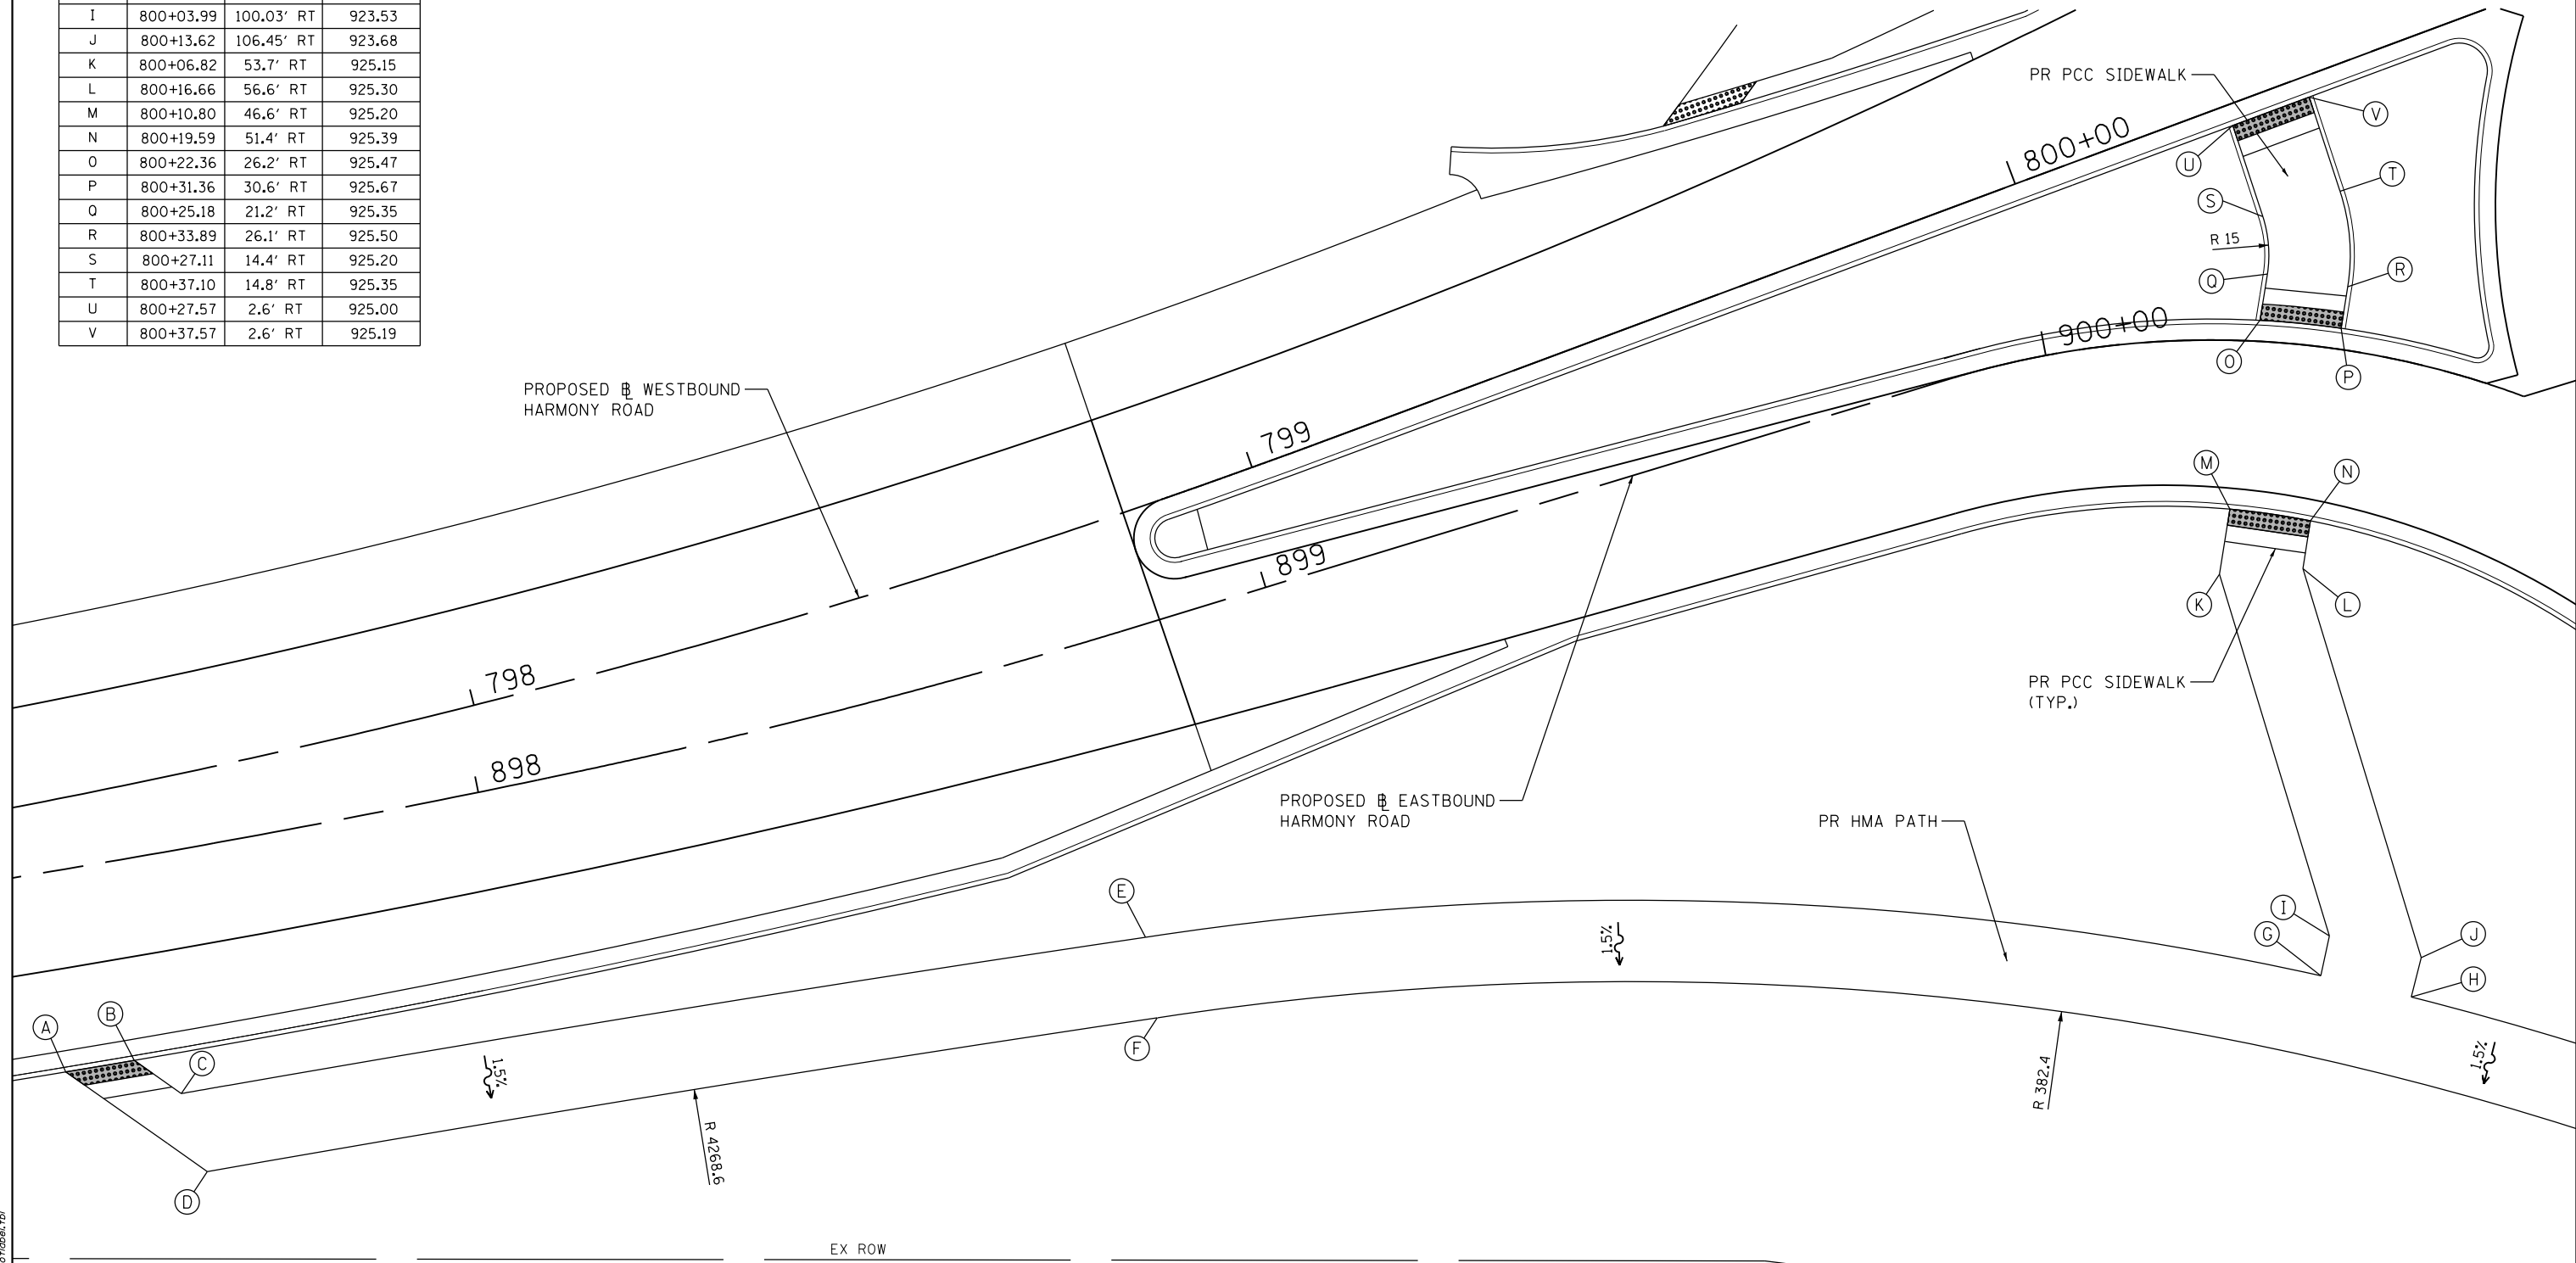 I 800+03.99 100.03' RT 923.53
J 800+13.62 106.45' RT 923.68
K 800+06.82 53.7' RT 925.15
L 800+16.66 56.6' RT 925.30
M 800+10.80 46.6' RT 925.20
N 800+19.59 51.4' RT 925.39
O 800+22.36 26.2' RT 925.47
P 800+31.36 30.6' RT 925.67
Q 800+25.18 21.2' RT 925.35
R 800+33.89 26.1' RT 925.50
S 800+27.11 14.4' RT 925.20
T 800+37.10 14.8' RT 925.35
U 800+27.57 2.6' RT 925.00
V 800+37.57 2.6' RT 925.19
PR PCC SIDEWALK
V
800+00
U
T
S
R 15
R
Q
900+00
O
P
PROPOSED BL WESTBOUND
HARMONY ROAD
799
M
N
899
K
L
798
PR PCC SIDEWALK
(TYP.)
898
PROPOSED BL EASTBOUND
HARMONY ROAD
PR HMA PATH
E
I
G
J
1.5%
H
B
A
F
C
1.5%
R 382.4
1.5%
R 4268.6
D
EX ROW